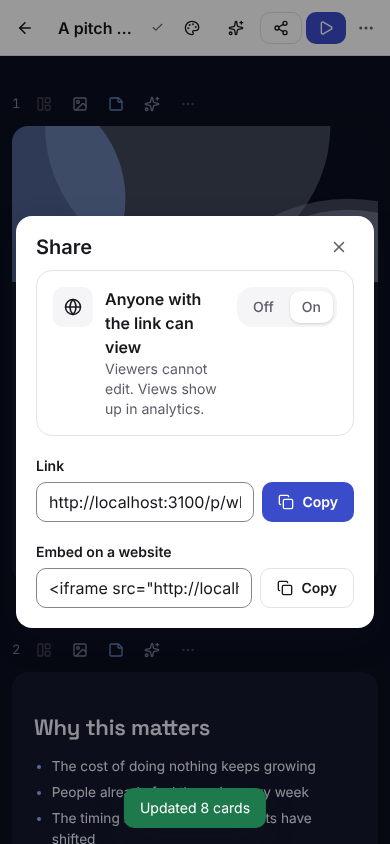 A pitch ...
1
Share
Anyone with
the link can
view
Off
On
Viewers cannot
edit. Views show
up in analytics.
Link
http://localhost:3100/p/wl
Copy
Embed on a website
<iframe src="http://localh
Copy
2
Why this matters
• The cost of doing nothing keeps growing
• People week
• The timing ts have
shifted
Updated 8 cards